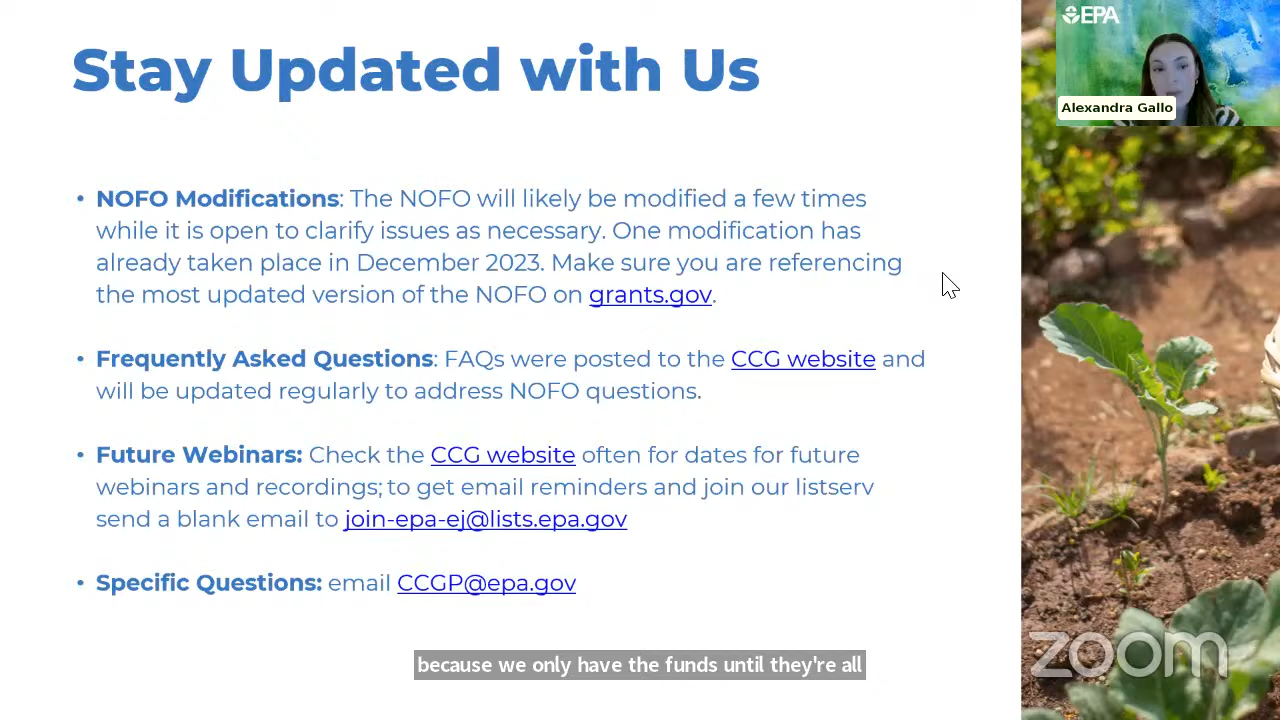 Stay Updated with Us
EPA
Alexandra Gallo
• NOFO Modifications: The NOFO will likely be modified a few times
while it is open to clarify issues as necessary. One modification has
already taken place in December 2023. Make sure you are referencing
the most updated version of the NOFO on grants.gov.
• Frequently Asked Questions: FAQs were posted to the CCG website and
will be updated regularly to address NOFO questions.
• Future Webinars: Check the CCG website often for dates for future
webinars and recordings; to get email reminders and join our listserv
send a blank email to join-epa-ej@lists.epa.gov
• Specific Questions: email CCGP@epa.gov
because we only have the funds until they're all
zoom